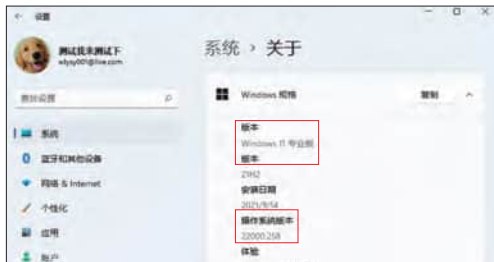 设置
测试我来测试下
系统 › 关于
查找设置
Windows 规格
复制
系统
版本
Windows 11 专业版
蓝牙和其他设备
版本
21H2
网络 & Internet
安装日期
2021/9/14
个性化
操作系统版本
22000.258
应用
体验
账户